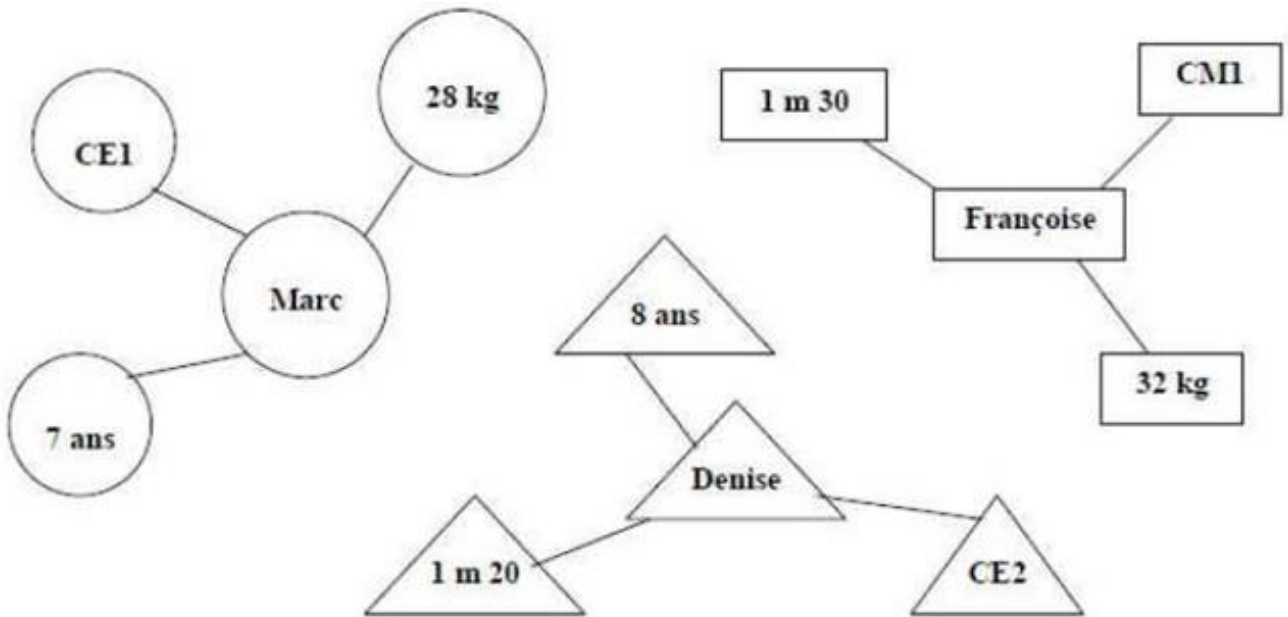 28 kg
CE1
Marc
7 ans
1 m 30
CM1
Françoise
32 kg
8 ans
Denise
1 m 20
CE2